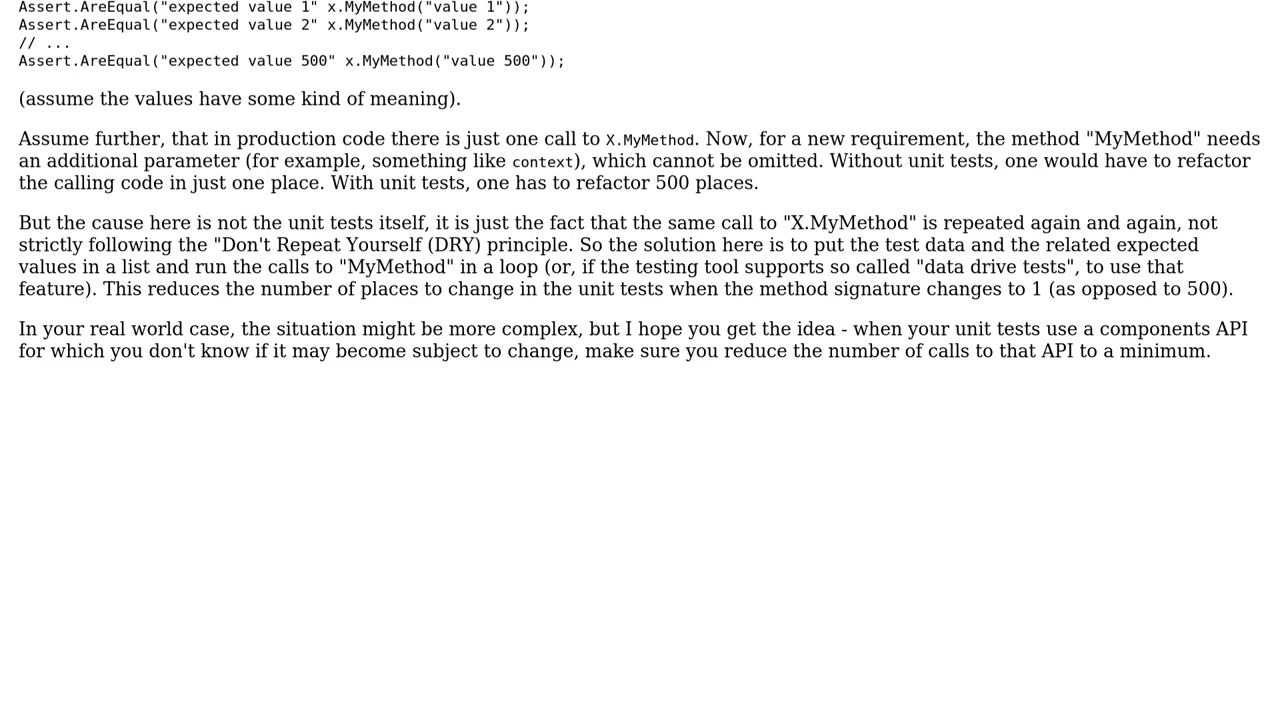 Assert.AreEqual("expected value 1" x.MyMethod("value 1"));
Assert.AreEqual("expected value 2" x.MyMethod("value 2"));
// ...
Assert.AreEqual("expected value 500" x.MyMethod("value 500"));
(assume the values have some kind of meaning).
Assume further, that in production code there is just one call to X.MyMethod. Now, for a new requirement, the method "MyMethod" needs
an additional parameter (for example, something like context), which cannot be omitted. Without unit tests, one would have to refactor
the calling code in just one place. With unit tests, one has to refactor 500 places.
But the cause here is not the unit tests itself, it is just the fact that the same call to "X.MyMethod" is repeated again and again, not
strictly following the "Don't Repeat Yourself (DRY) principle. So the solution here is to put the test data and the related expected
values in a list and run the calls to "MyMethod" in a loop (or, if the testing tool supports so called "data drive tests", to use that
feature). This reduces the number of places to change in the unit tests when the method signature changes to 1 (as opposed to 500).
In your real world case, the situation might be more complex, but I hope you get the idea - when your unit tests use a components API
for which you don't know if it may become subject to change, make sure you reduce the number of calls to that API to a minimum.